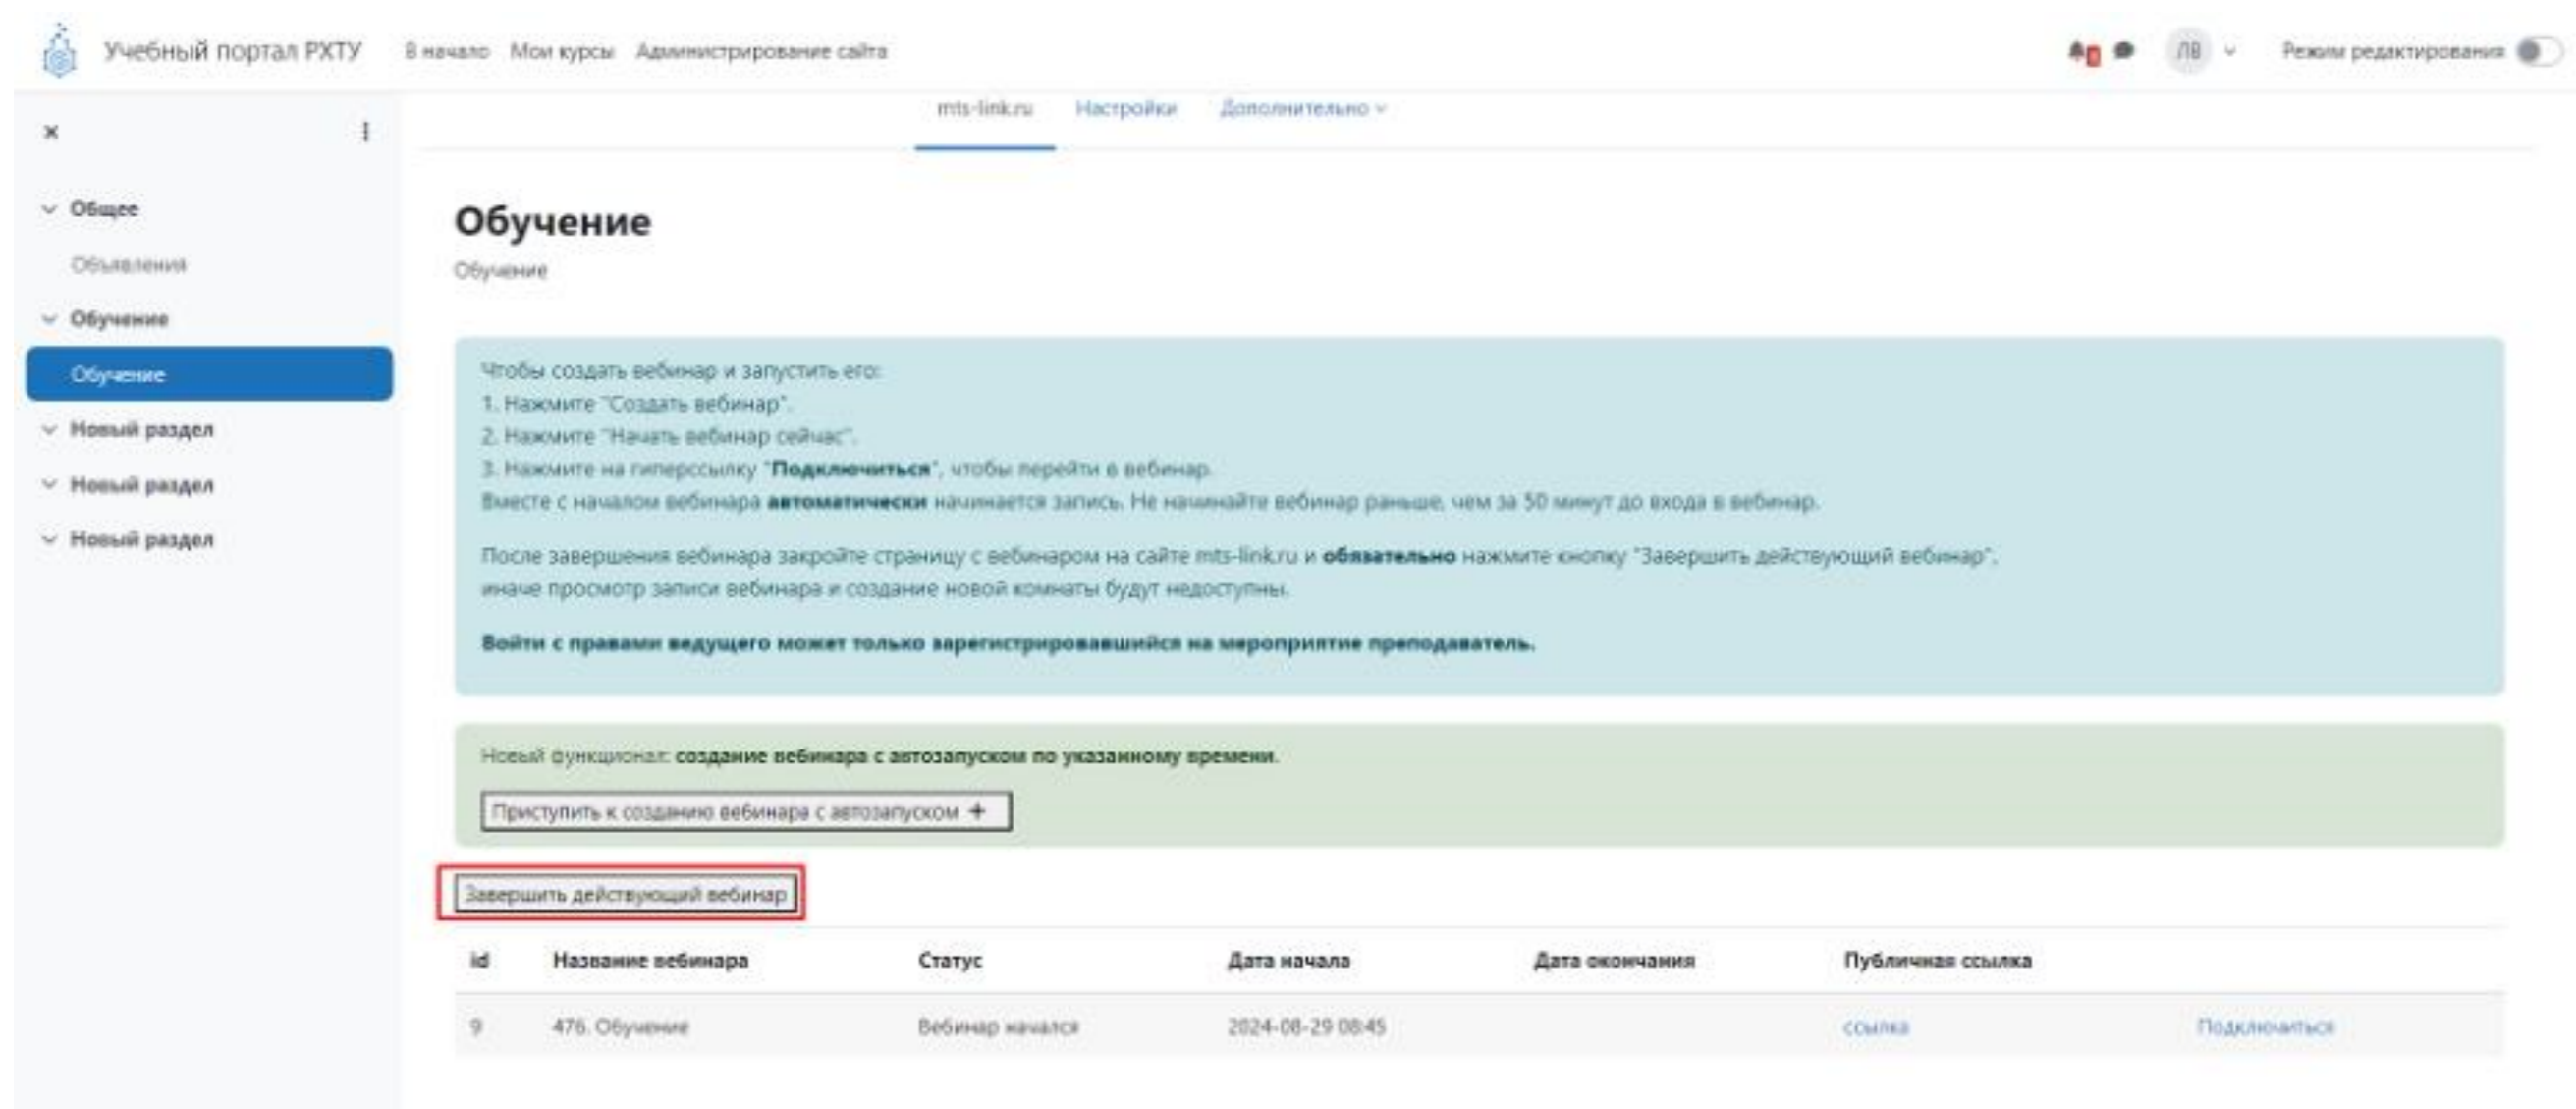 Учебный портал РХТУ В начало Мои курсы Администрирование сайта ЛВ Режим редактирования
mts-link.ru Настройки Дополнительно
Общее
Объявления
Обучение
Обучение
Новый раздел
Новый раздел
Новый раздел
Обучение
Обучение
Чтобы создать вебинар и запустить его:
1. Нажмите "Создать вебинар".
2. Нажмите "Начать вебинар сейчас".
3. Нажмите на гиперссылку "Подключиться", чтобы перейти в вебинар.
Вместе с началом вебинара автоматически начинается запись. Не начинайте вебинар раньше, чем за 50 минут до входа в вебинар.
После завершения вебинара закройте страницу с вебинаром на сайте mts-link.ru и обязательно нажмите кнопку "Завершить действующий вебинар",
иначе просмотр записи вебинара и создание новой комнаты будут недоступны.
Войти с правами ведущего может только зарегистрировавшийся на мероприятие преподаватель.
Новый функционал: создание вебинара с автозапуском по указанному времени.
Приступить к созданию вебинара с автозапуском +
Завершить действующий вебинар
id Название вебинара Статус Дата начала Дата окончания Публичная ссылка
9 476. Обучение Вебинар начался 2024-08-29 08:45 ссылка Подключиться